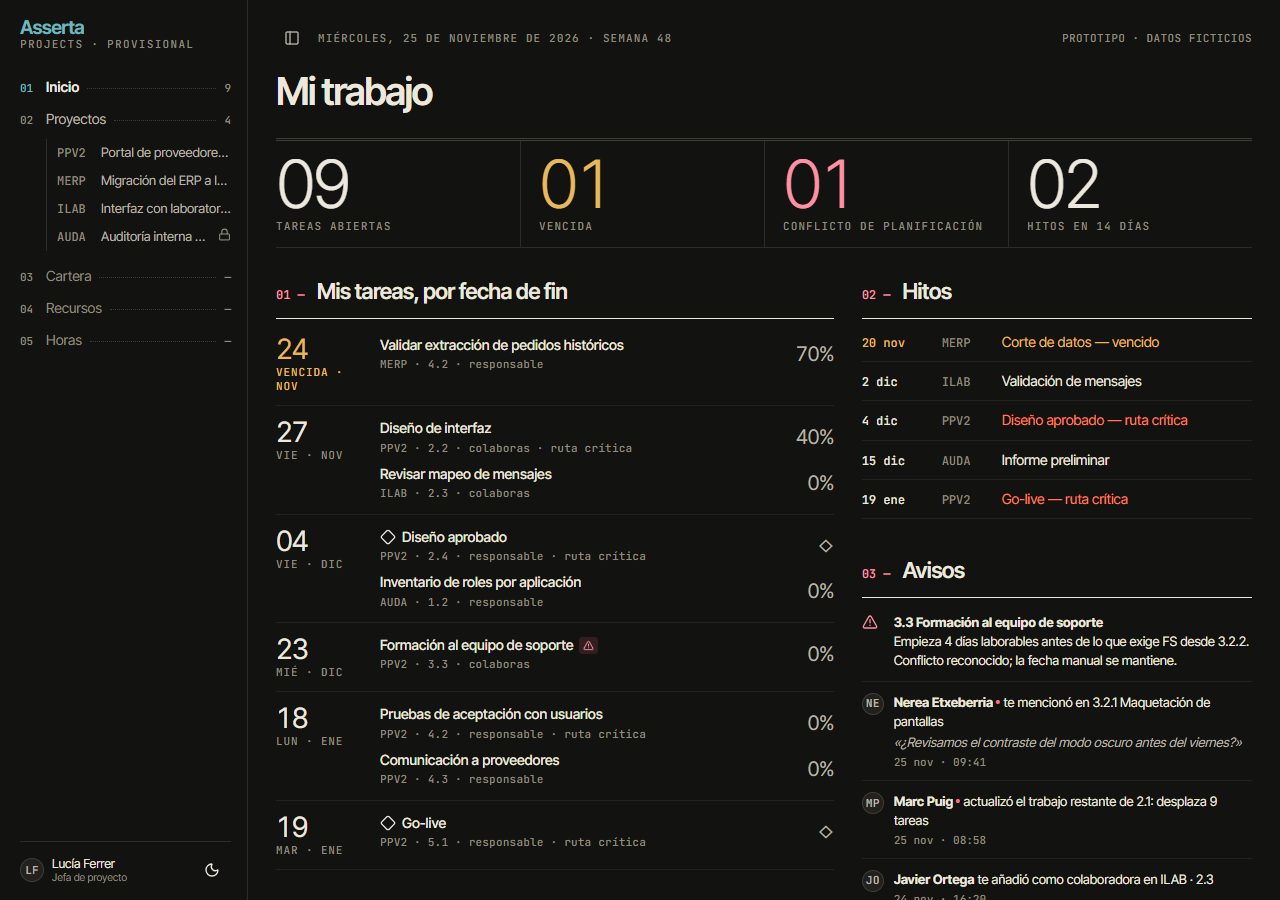 Asserta
PROJECTS · PROVISIONAL
01 Inicio 9
02 Proyectos 4
PPV2 Portal de proveedore...
MERP Migración del ERP a l...
ILAB Interfaz con laborator...
AUDA Auditoría interna ...
03 Cartera —
04 Recursos —
05 Horas —
LF Lucía Ferrer
Jefa de proyecto
MIÉRCOLES, 25 DE NOVIEMBRE DE 2026 · SEMANA 48
PROTOTIPO · DATOS FICTICIOS
Mi trabajo
09
TAREAS ABIERTAS
01
VENCIDA
01
CONFLICTO DE PLANIFICACIÓN
02
HITOS EN 14 DÍAS
01 — Mis tareas, por fecha de fin
24
VENCIDA ·
NOV
Validar extracción de pedidos históricos
MERP · 4.2 · responsable
70%
27
VIE · NOV
Diseño de interfaz
PPV2 · 2.2 · colaboras · ruta crítica
40%
Revisar mapeo de mensajes
ILAB · 2.3 · colaboras
0%
04
VIE · DIC
Diseño aprobado
PPV2 · 2.4 · responsable · ruta crítica
Inventario de roles por aplicación
AUDA · 1.2 · responsable
0%
23
MIÉ · DIC
Formación al equipo de soporte
PPV2 · 3.3 · colaboras
0%
18
LUN · ENE
Pruebas de aceptación con usuarios
PPV2 · 4.2 · responsable · ruta crítica
0%
Comunicación a proveedores
PPV2 · 4.3 · responsable
0%
19
MAR · ENE
Go-live
PPV2 · 5.1 · responsable · ruta crítica
02 — Hitos
20 nov MERP Corte de datos — vencido
2 dic ILAB Validación de mensajes
4 dic PPV2 Diseño aprobado — ruta crítica
15 dic AUDA Informe preliminar
19 ene PPV2 Go-live — ruta crítica
03 — Avisos
3.3 Formación al equipo de soporte
Empieza 4 días laborables antes de lo que exige FS desde 3.2.2.
Conflicto reconocido; la fecha manual se mantiene.
NE Nerea Etxeberria • te mencionó en 3.2.1 Maquetación de
pantallas
«¿Revisamos el contraste del modo oscuro antes del viernes?»
25 nov · 09:41
MP Marc Puig • actualizó el trabajo restante de 2.1: desplaza 9
tareas
25 nov · 08:58
JO Javier Ortega te añadió como colaboradora en ILAB · 2.3
24 nov · 16:20